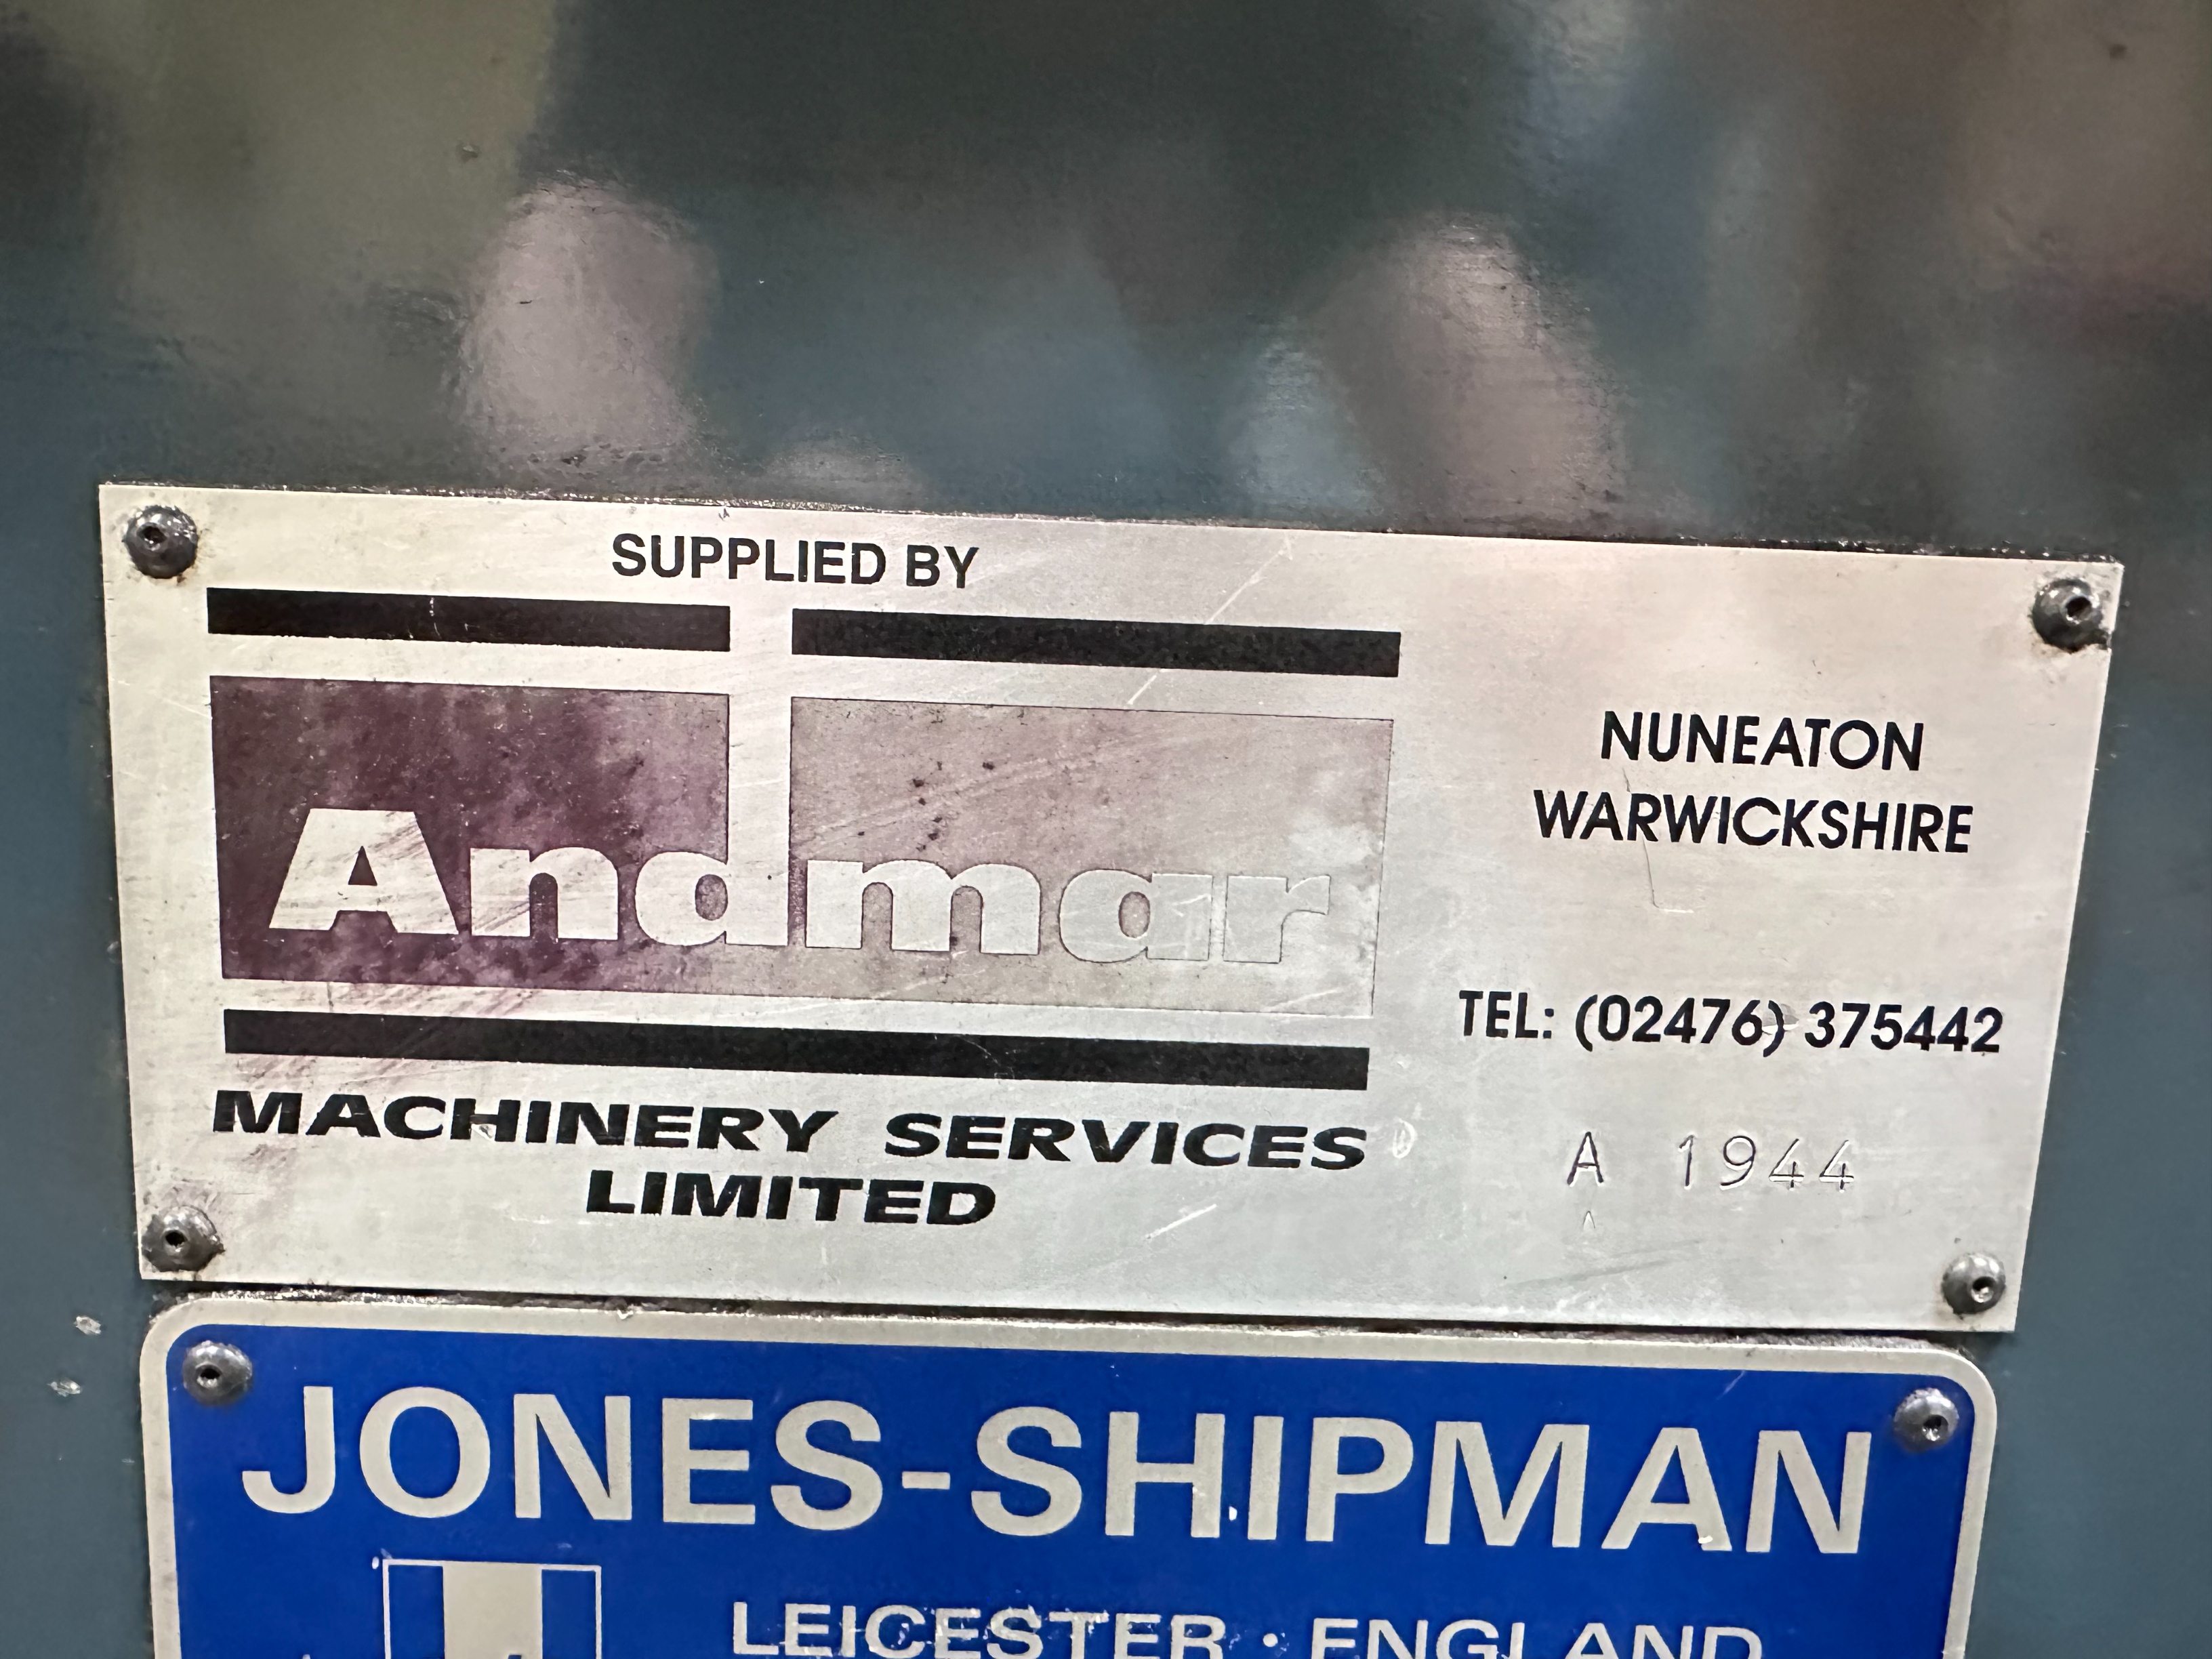 SUPPLIED BY
Andmar
MACHINERY SERVICES
LIMITED
NUNEATON
WARWICKSHIRE
TEL: (02476) 375442
A 1944
JONES-SHIPMAN
LEICESTER · ENGLAND